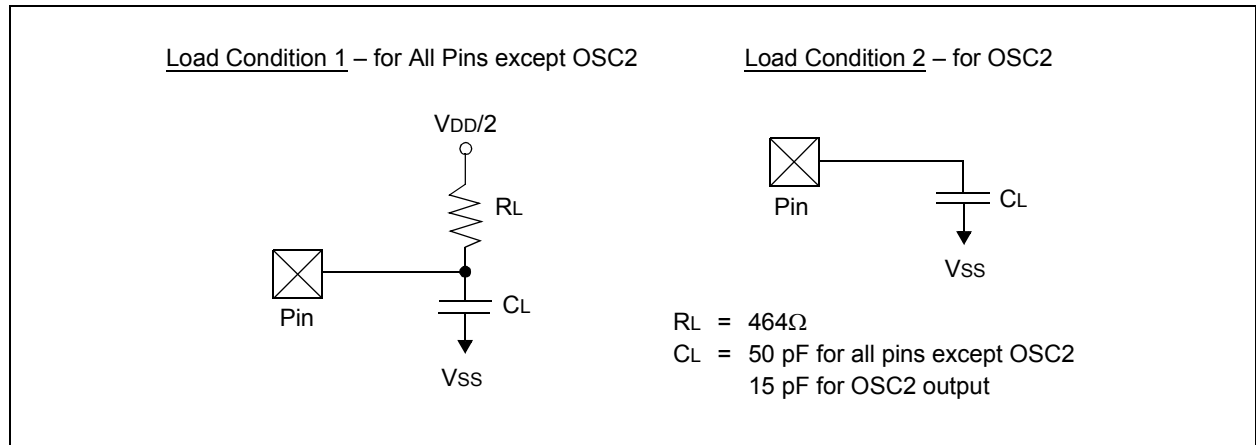 Load Condition 1 – for All Pins except OSC2
Load Condition 2 – for OSC2
VDD/2
RL
Pin
CL
VSS
Pin
CL
VSS
RL = 464Ω
CL = 50 pF for all pins except OSC2
15 pF for OSC2 output